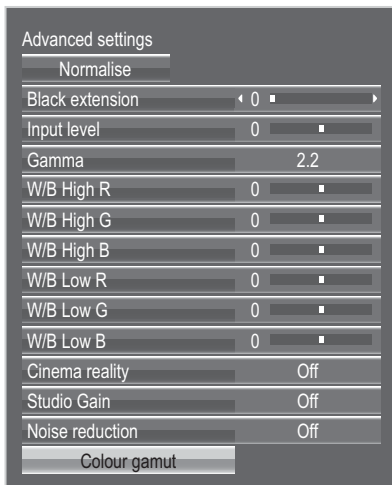 Advanced settings
Normalise
Black extension 0
Input level 0
Gamma 2.2
W/B High R 0
W/B High G 0
W/B High B 0
W/B Low R 0
W/B Low G 0
W/B Low B 0
Cinema reality Off
Studio Gain Off
Noise reduction Off
Colour gamut